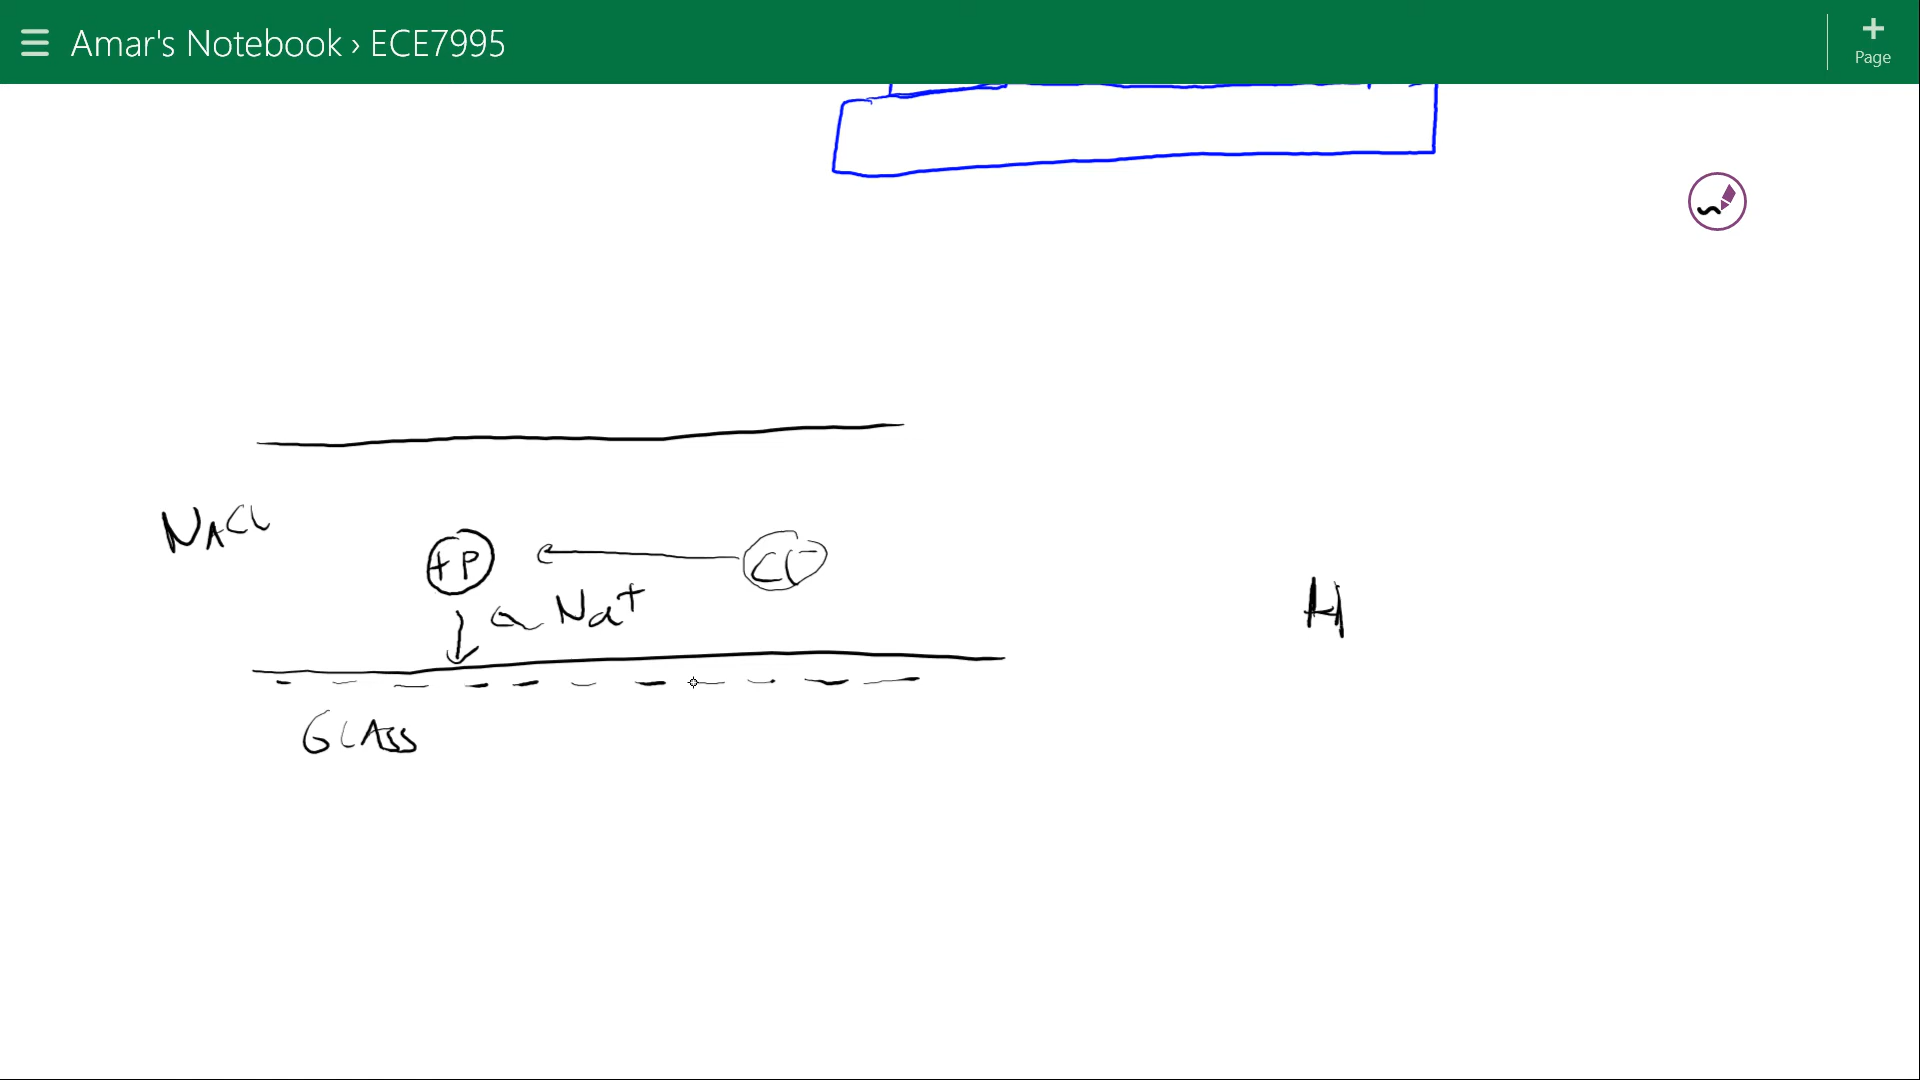 Amar's Notebook › ECE7995
Page
NACl
+P
Cl-
Na+
H
GLASS